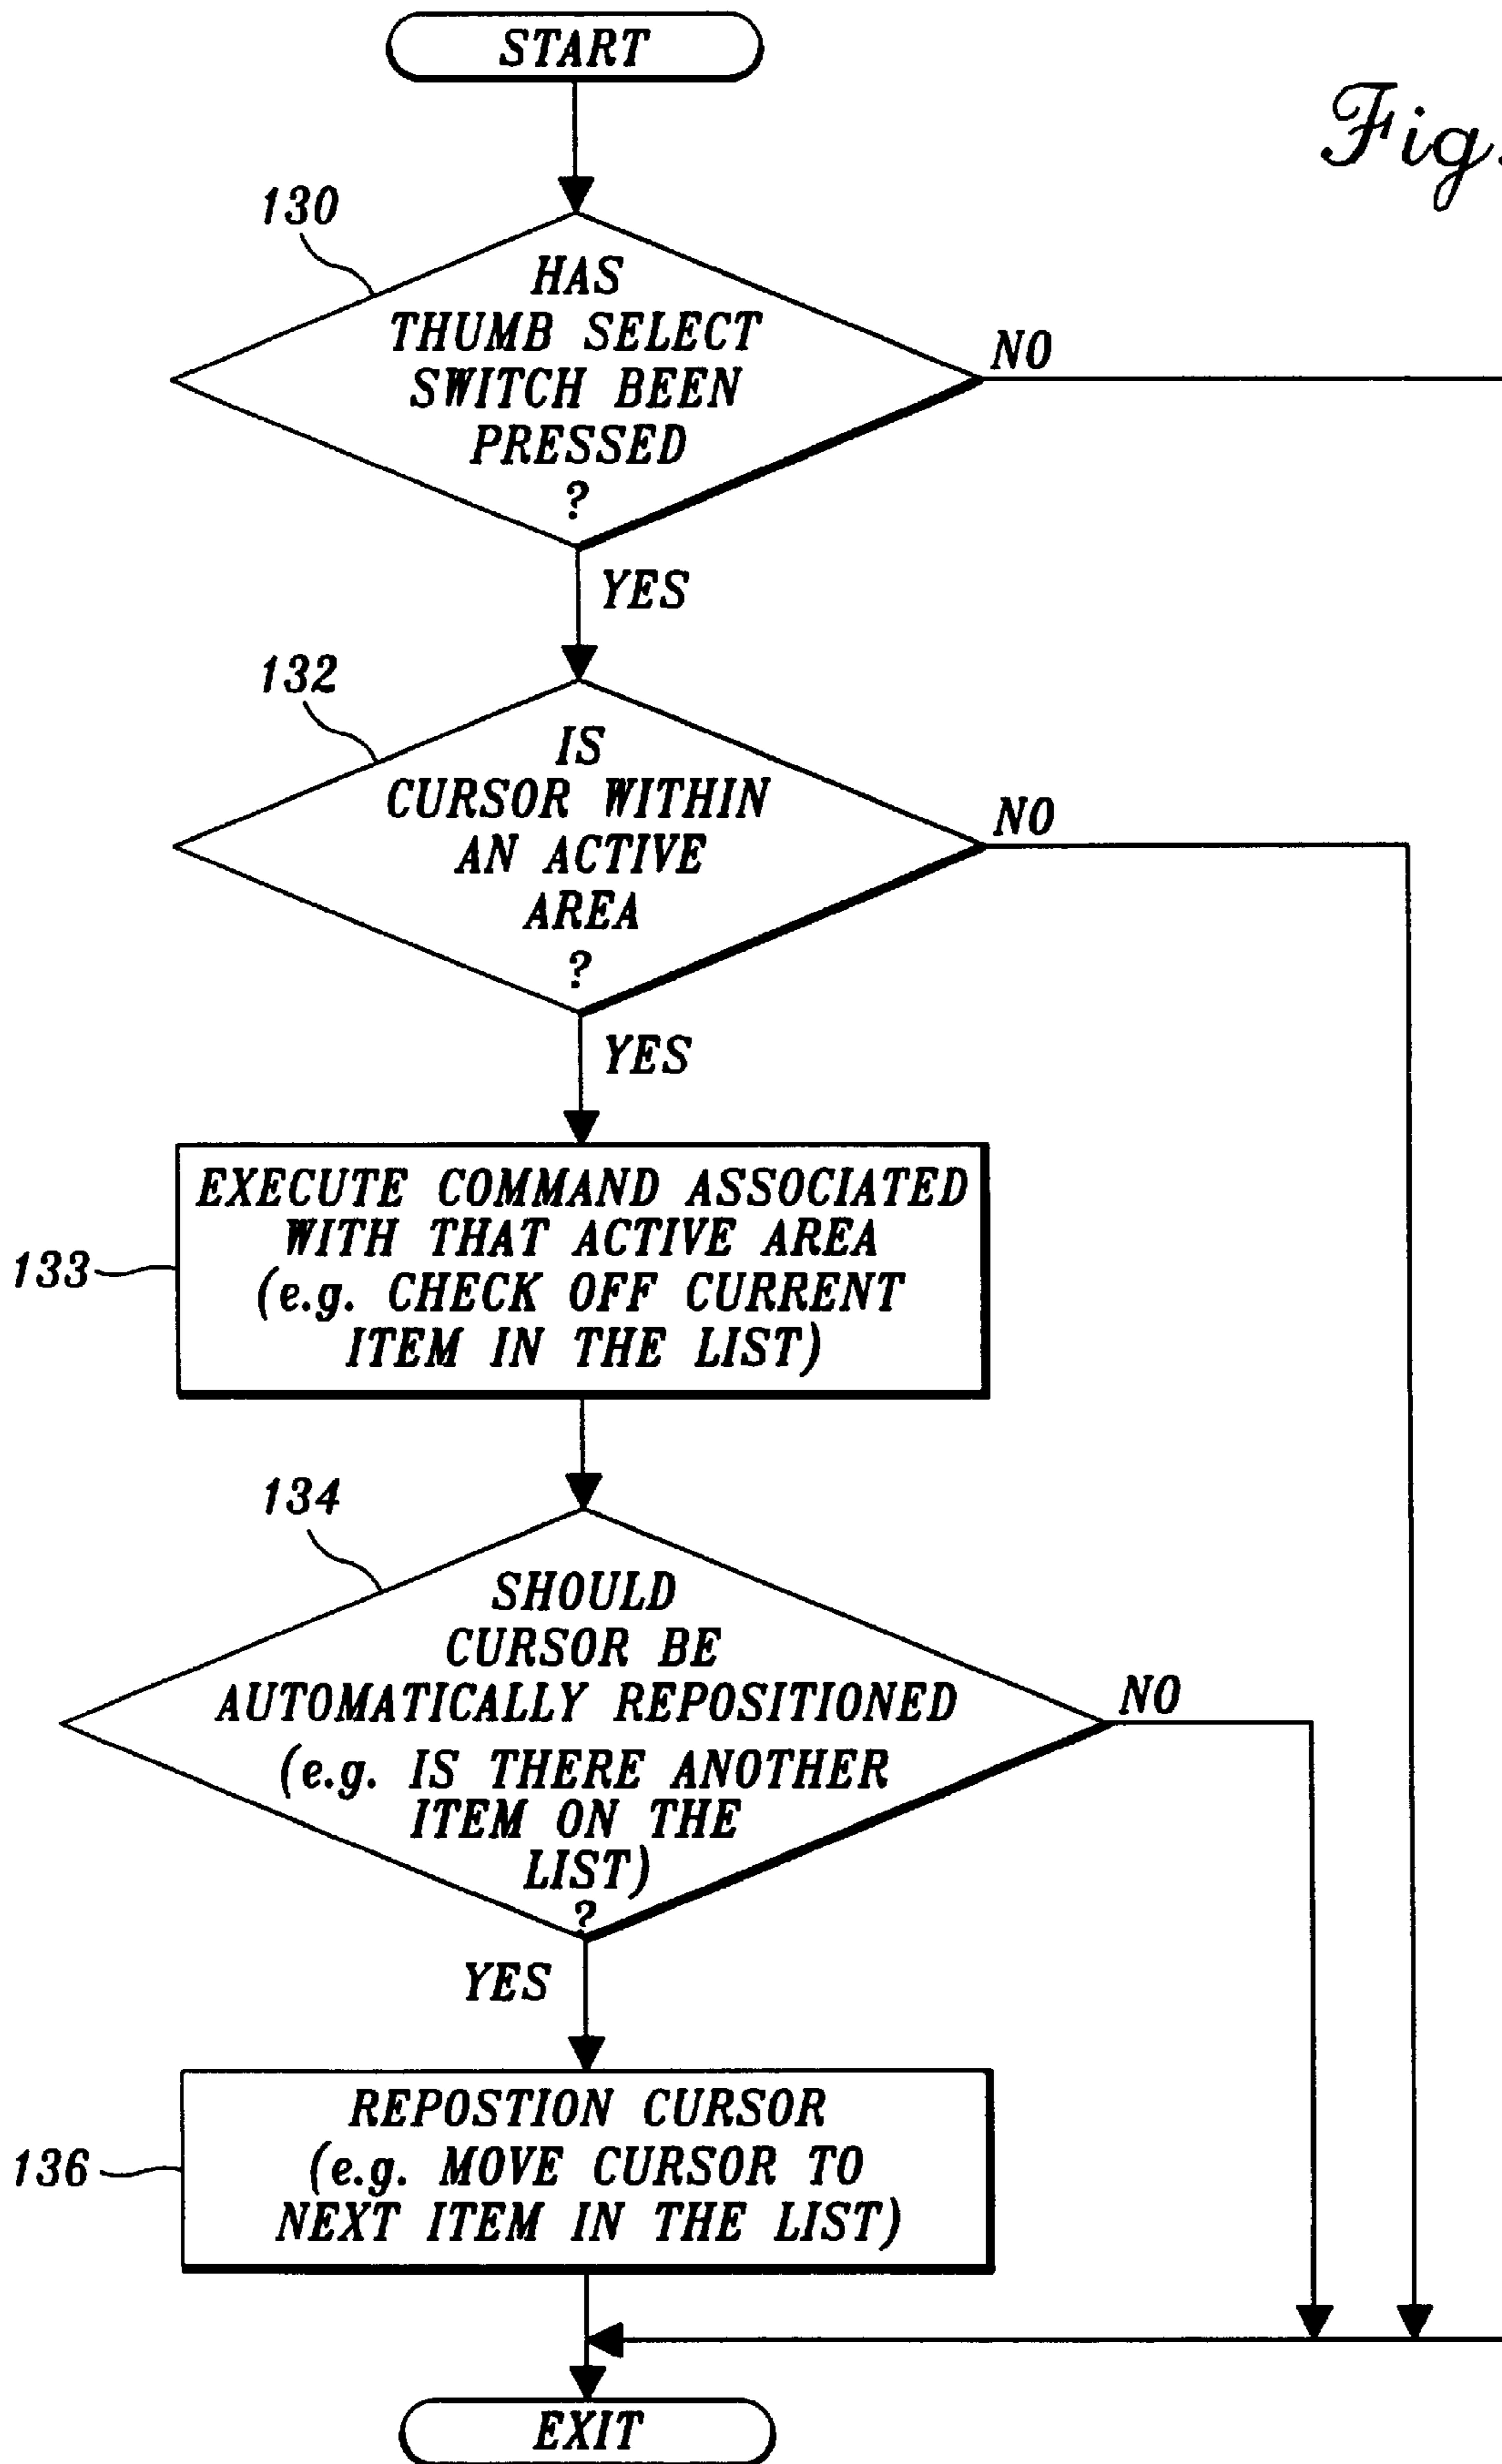 START
Fig.
130
HAS
THUMB SELECT
SWITCH BEEN
PRESSED
?
NO
YES
132
IS
CURSOR WITHIN
AN ACTIVE
AREA
?
NO
YES
133
EXECUTE COMMAND ASSOCIATED
WITH THAT ACTIVE AREA
(e.g. CHECK OFF CURRENT
ITEM IN THE LIST)
134
SHOULD
CURSOR BE
AUTOMATICALLY REPOSITIONED
(e.g. IS THERE ANOTHER
ITEM ON THE
LIST)
?
NO
YES
136
REPOSTION CURSOR
(e.g. MOVE CURSOR TO
NEXT ITEM IN THE LIST)
EXIT